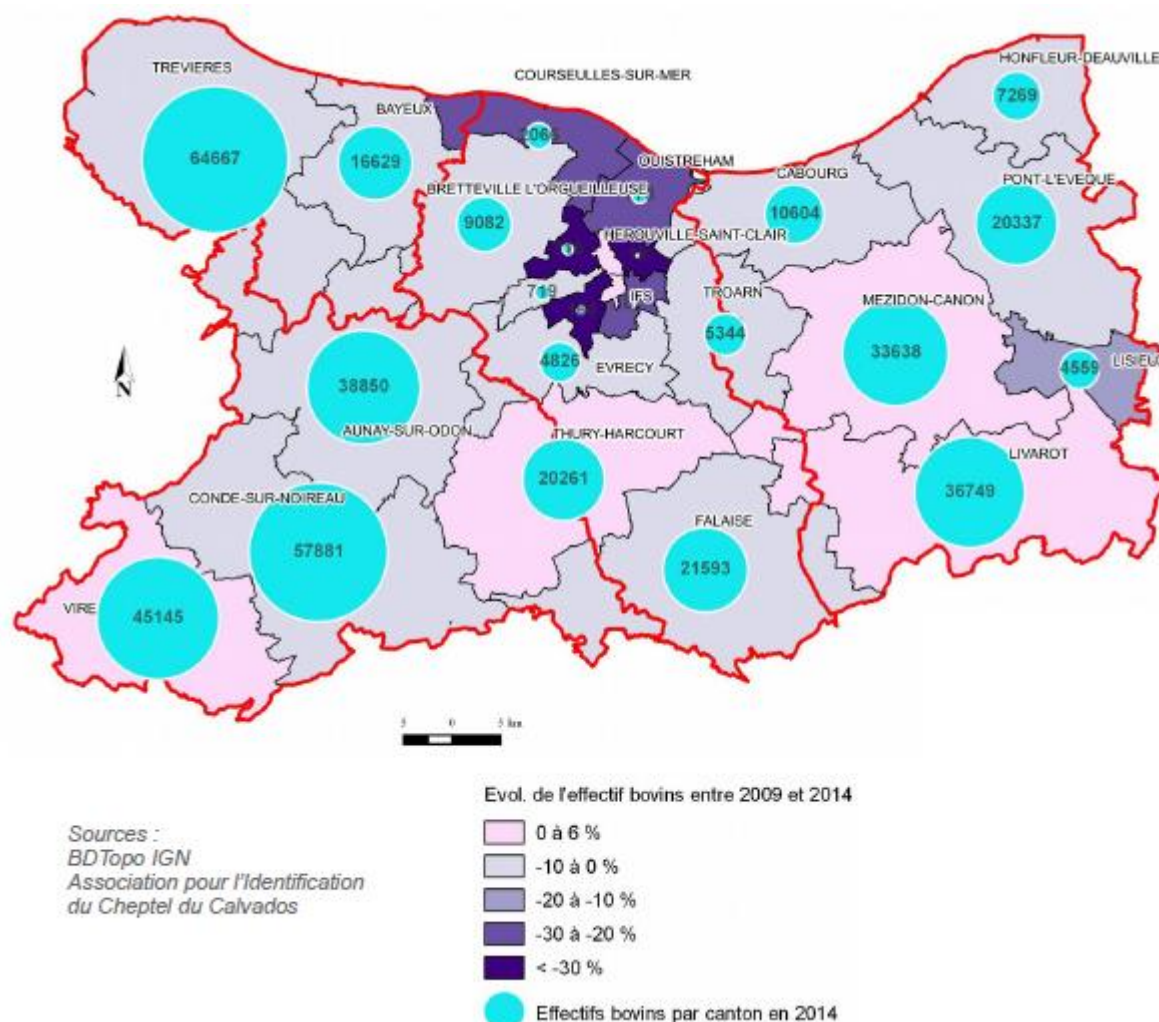 TREVIERES
COURSEULLES-SUR-MER
HONFLEUR-DEAUVILLE
7269
BAYEUX
64667
16629
OUISTREHAM
CABOURG
PONT-L'EVEQUE
BRETTEVILLE L'ORGUEILLEUSE
9082
10604
20337
HEROUVILLE-SAINT-CLAIR
719
IFS
TROARN
MEZIDON-CANON
5344
33638
4826
EVRECY
4559
38850
AUNAY-SUR-ODON
THURY-HARCOURT
LIVAROT
CONDE-SUR-NOIREAU
20261
36749
57881
FALAISE
21593
VIRE
45145
N
5 0 5 km
Evol. de l'effectif bovins entre 2009 et 2014
0 à 6 %
-10 à 0 %
-20 à -10 %
-30 à -20 %
< -30 %
Effectifs bovins par canton en 2014
Sources :
BDTopo IGN
Association pour l'Identification
du Cheptel du Calvados